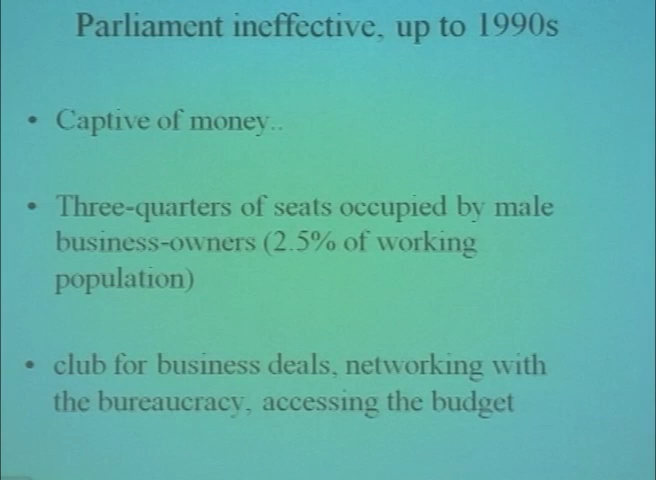 Parliament ineffective, up to 1990s
• Captive of money..
• Three-quarters of seats occupied by male
business-owners (2.5% of working
population)
• club for business deals, networking with
the bureaucracy, accessing the budget